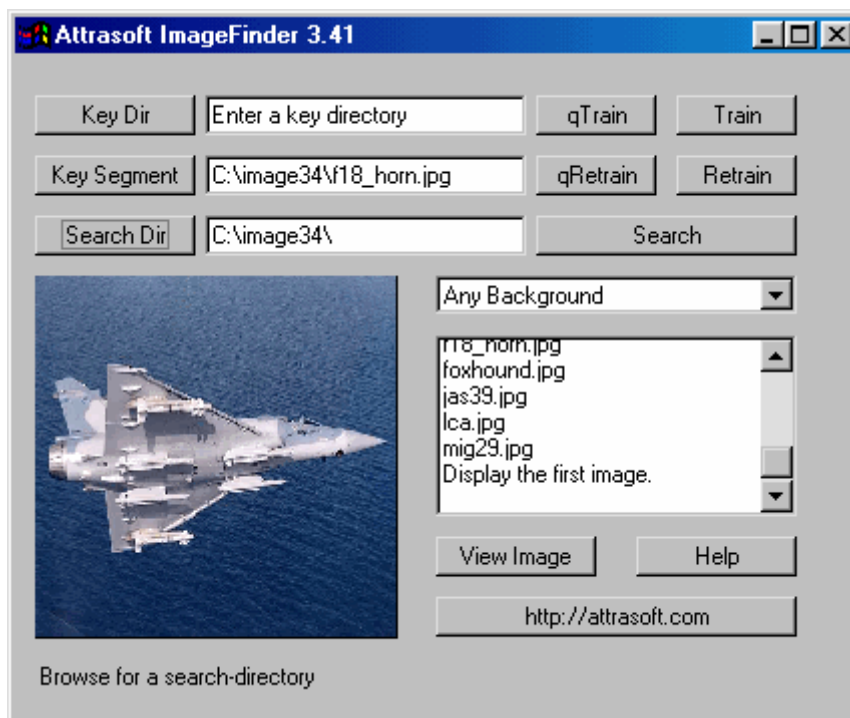 Attrasoft ImageFinder 3.41
Key Dir Enter a key directory qTrain Train
Key Segment C:\image34\f18_horn.jpg qRetrain Retrain
Search Dir C:\image34\ Search
Any Background
f18_horn.jpg
foxhound.jpg
jas39.jpg
lca.jpg
mig29.jpg
Display the first image.
View Image Help
http://attrasoft.com
Browse for a search-directory